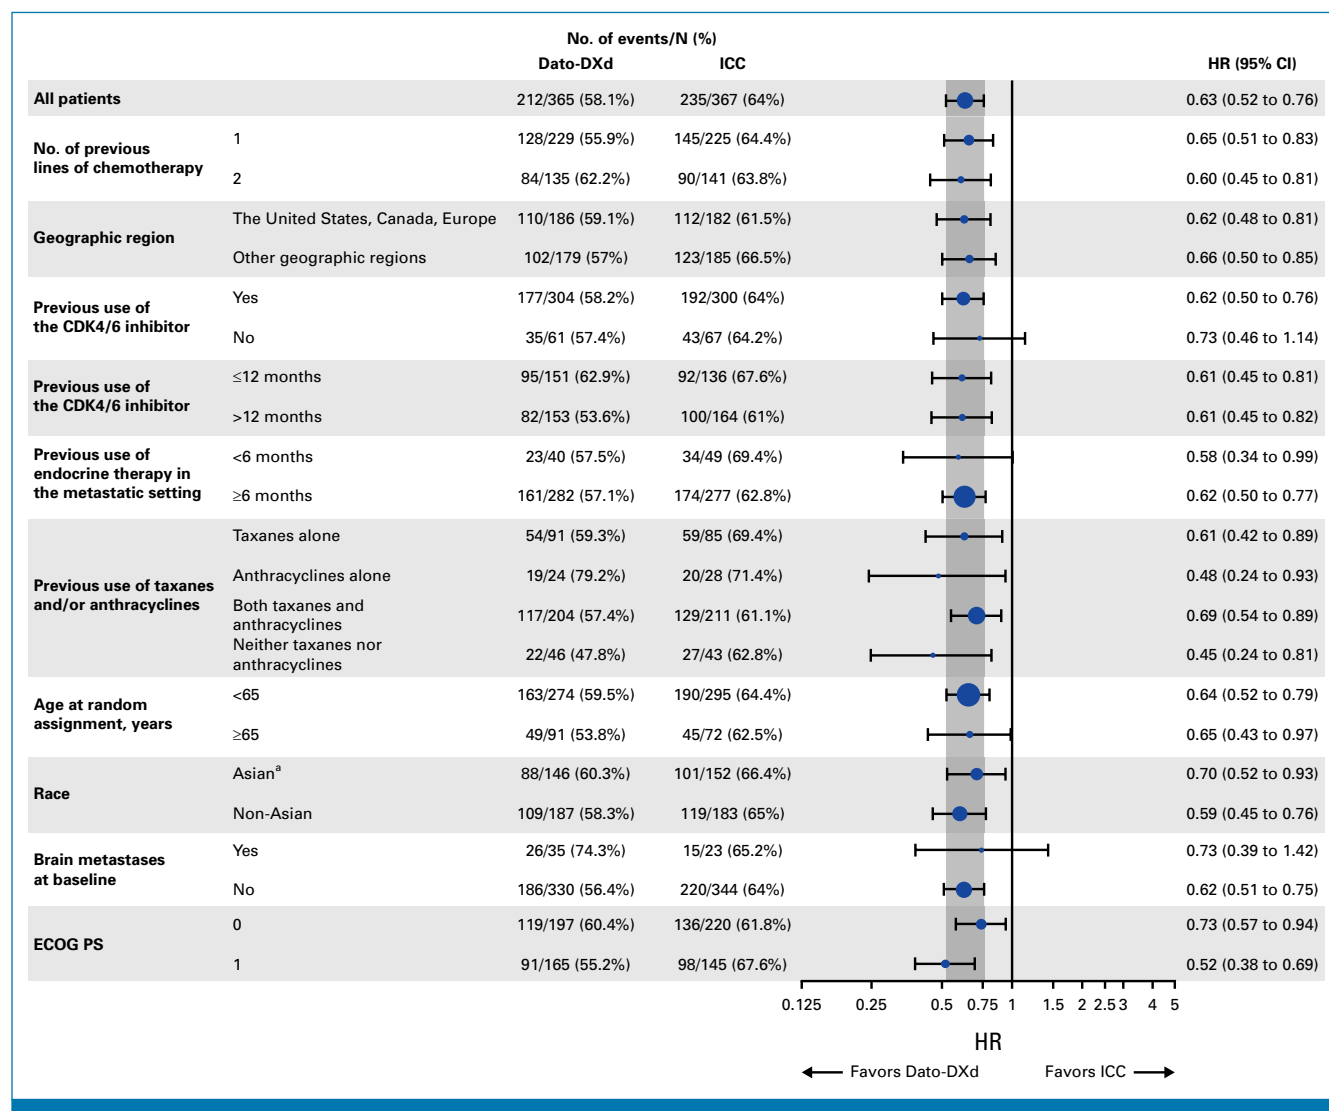 No. of events/N (%)
Dato-DXd ICC HR (95% CI)
All patients 212/365 (58.1%) 235/367 (64%) 0.63 (0.52 to 0.76)
No. of previous
lines of chemotherapy
1 128/229 (55.9%) 145/225 (64.4%) 0.65 (0.51 to 0.83)
2 84/135 (62.2%) 90/141 (63.8%) 0.60 (0.45 to 0.81)
Geographic region
The United States, Canada, Europe 110/186 (59.1%) 112/182 (61.5%) 0.62 (0.48 to 0.81)
Other geographic regions 102/179 (57%) 123/185 (66.5%) 0.66 (0.50 to 0.85)
Previous use of
the CDK4/6 inhibitor
Yes 177/304 (58.2%) 192/300 (64%) 0.62 (0.50 to 0.76)
No 35/61 (57.4%) 43/67 (64.2%) 0.73 (0.46 to 1.14)
Previous use of
the CDK4/6 inhibitor
≤12 months 95/151 (62.9%) 92/136 (67.6%) 0.61 (0.45 to 0.81)
>12 months 82/153 (53.6%) 100/164 (61%) 0.61 (0.45 to 0.82)
Previous use of
endocrine therapy in
the metastatic setting
<6 months 23/40 (57.5%) 34/49 (69.4%) 0.58 (0.34 to 0.99)
≥6 months 161/282 (57.1%) 174/277 (62.8%) 0.62 (0.50 to 0.77)
Previous use of taxanes
and/or anthracyclines
Taxanes alone 54/91 (59.3%) 59/85 (69.4%) 0.61 (0.42 to 0.89)
Anthracyclines alone 19/24 (79.2%) 20/28 (71.4%) 0.48 (0.24 to 0.93)
Both taxanes and
anthracyclines 117/204 (57.4%) 129/211 (61.1%) 0.69 (0.54 to 0.89)
Neither taxanes nor
anthracyclines 22/46 (47.8%) 27/43 (62.8%) 0.45 (0.24 to 0.81)
Age at random
assignment, years
<65 163/274 (59.5%) 190/295 (64.4%) 0.64 (0.52 to 0.79)
≥65 49/91 (53.8%) 45/72 (62.5%) 0.65 (0.43 to 0.97)
Race
Asianᵃ 88/146 (60.3%) 101/152 (66.4%) 0.70 (0.52 to 0.93)
Non-Asian 109/187 (58.3%) 119/183 (65%) 0.59 (0.45 to 0.76)
Brain metastases
at baseline
Yes 26/35 (74.3%) 15/23 (65.2%) 0.73 (0.39 to 1.42)
No 186/330 (56.4%) 220/344 (64%) 0.62 (0.51 to 0.75)
ECOG PS
0 119/197 (60.4%) 136/220 (61.8%) 0.73 (0.57 to 0.94)
1 91/165 (55.2%) 98/145 (67.6%) 0.52 (0.38 to 0.69)
0.125 0.25 0.5 0.75 1 1.5 2 2.5 3 4 5
HR
Favors Dato-DXd Favors ICC